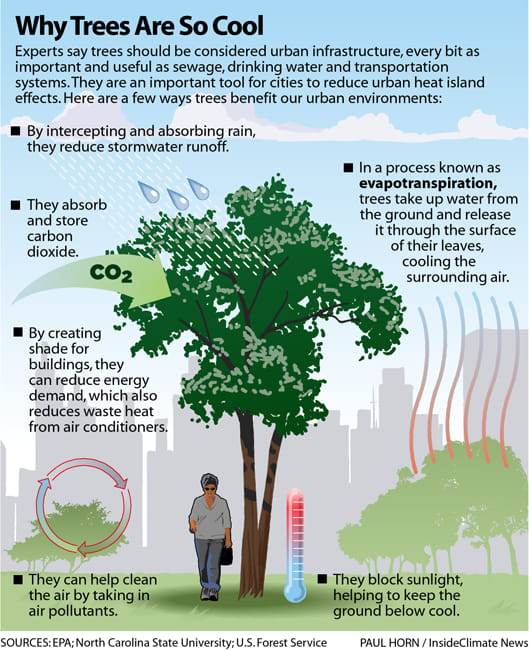 Why Trees Are So Cool
Experts say trees should be considered urban infrastructure, every bit as
important and useful as sewage, drinking water and transportation
systems. They are an important tool for cities to reduce urban heat island
effects. Here are a few ways trees benefit our urban environments:
■ By intercepting and absorbing rain,
they reduce stormwater runoff.
■ In a process known as
evapotranspiration,
trees take up water from
the ground and release
it through the surface
of their leaves,
cooling the
surrounding air.
■ They absorb
and store
carbon
dioxide.
CO2
■ By creating
shade for
buildings, they
can reduce energy
demand, which also
reduces waste heat
from air conditioners.
■ They can help clean
the air by taking in
air pollutants.
■ They block sunlight,
helping to keep the
ground below cool.
SOURCES: EPA; North Carolina State University; U.S. Forest Service
PAUL HORN / InsideClimate News